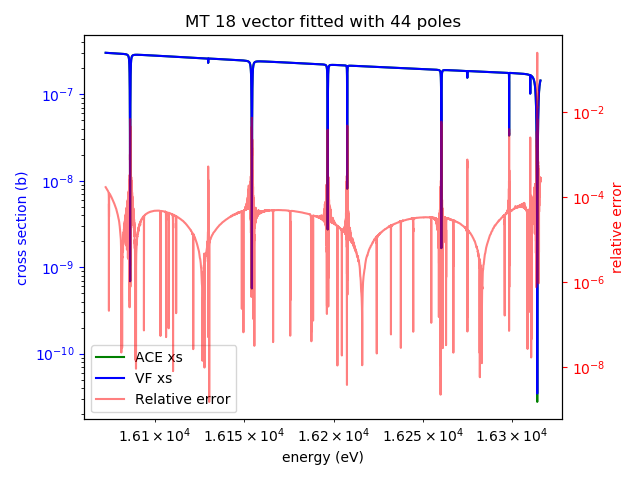 MT 18 vector fitted with 44 poles
10⁻⁷
10⁻⁸
10⁻⁹
10⁻¹⁰
cross section (b)
10⁻²
10⁻⁴
10⁻⁶
10⁻⁸
relative error
ACE xs
VF xs
Relative error
1.61×10⁴ 1.615×10⁴ 1.62×10⁴ 1.625×10⁴ 1.63×10⁴
energy (eV)